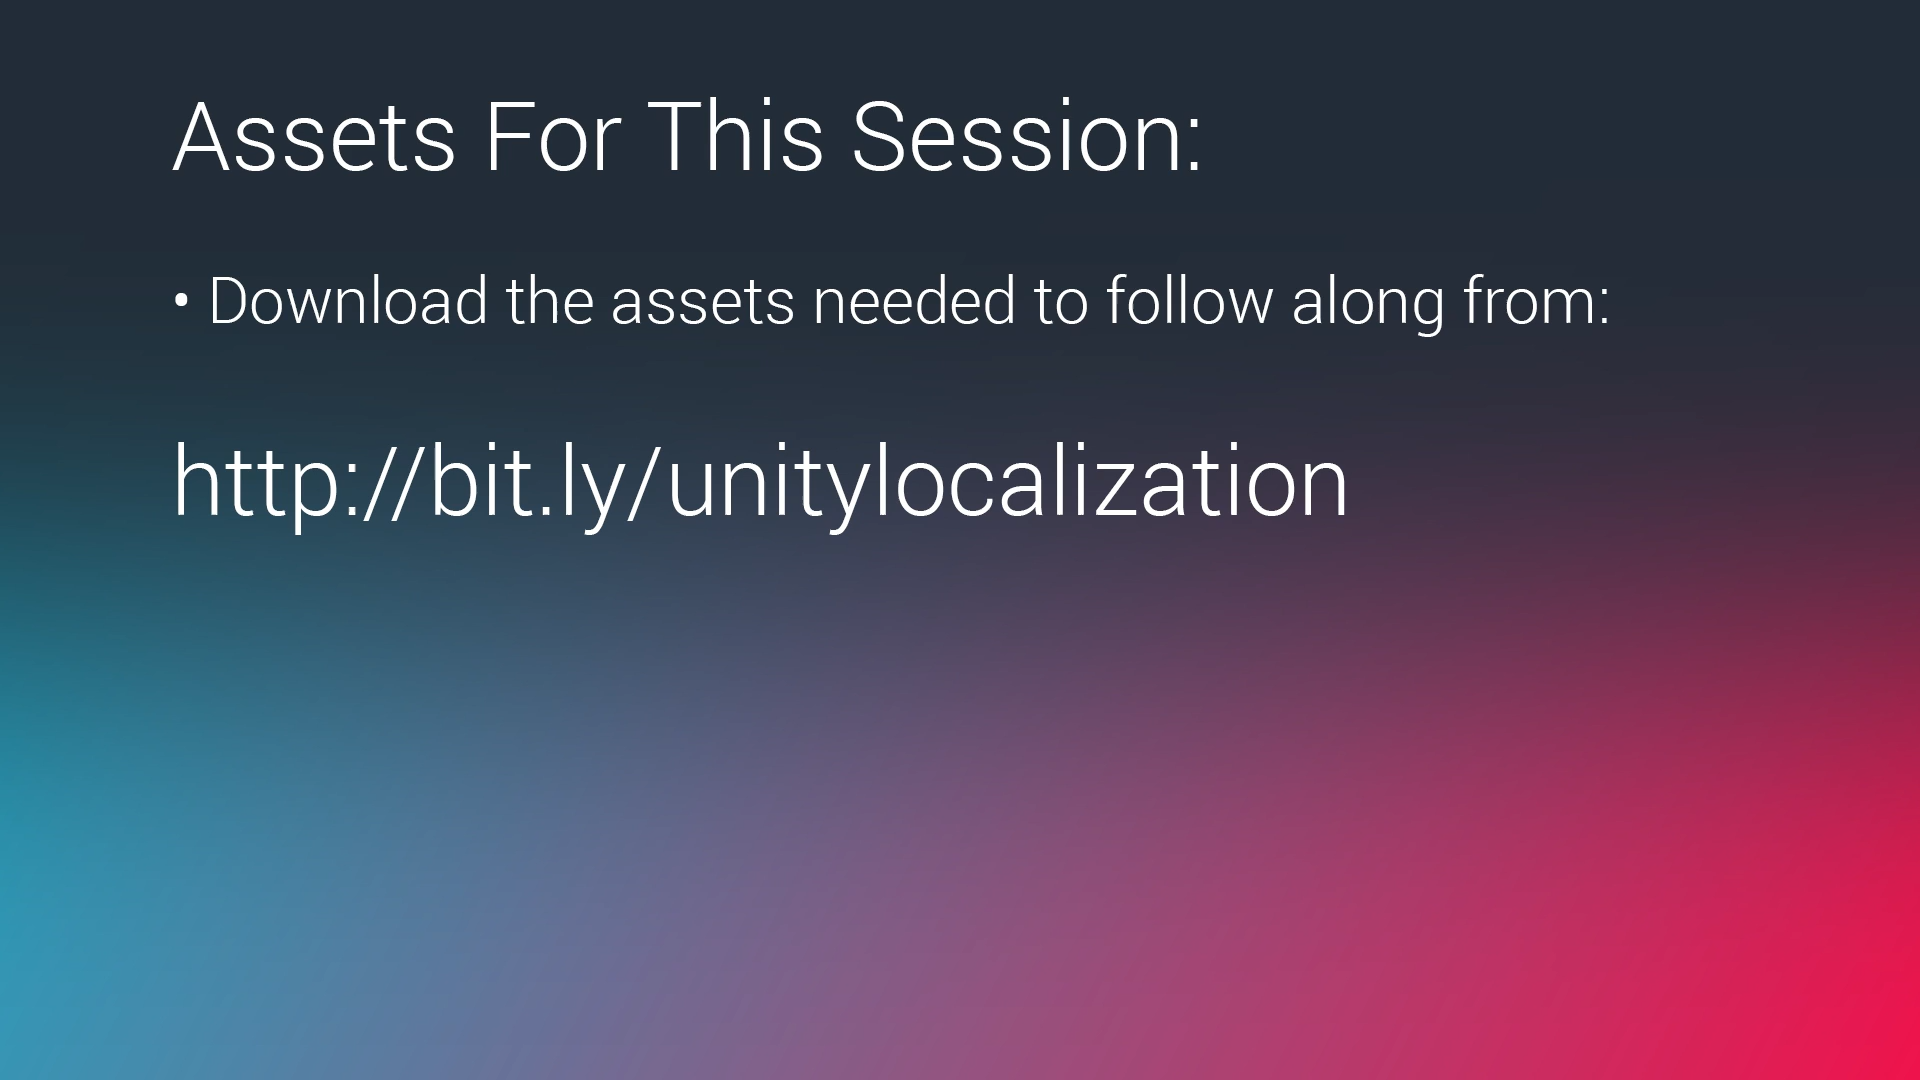 Assets For This Session:
• Download the assets needed to follow along from:
http://bit.ly/unitylocalization